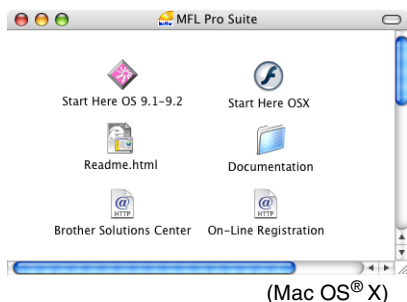 MFL Pro Suite
Start Here OS 9.1-9.2
Start Here OSX
Readme.html
Documentation
@
HTTP
@
HTTP
Brother Solutions Center
On-Line Registration
(Mac OS® X)